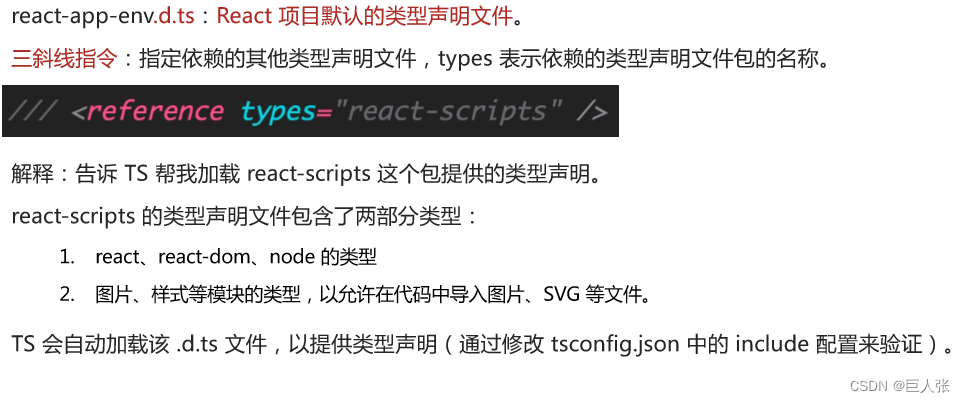 react-app-env.d.ts：React 项目默认的类型声明文件。
三斜线指令：指定依赖的其他类型声明文件，types 表示依赖的类型声明文件包的名称。
/// <reference types="react-scripts" />
解释：告诉 TS 帮我加载 react-scripts 这个包提供的类型声明。
react-scripts 的类型声明文件包含了两部分类型：
1. react、react-dom、node 的类型
2. 图片、样式等模块的类型，以允许在代码中导入图片、SVG 等文件。
TS 会自动加载该 .d.ts 文件，以提供类型声明（通过修改 tsconfig.json 中的 include 配置来验证）。
CSDN @巨人张